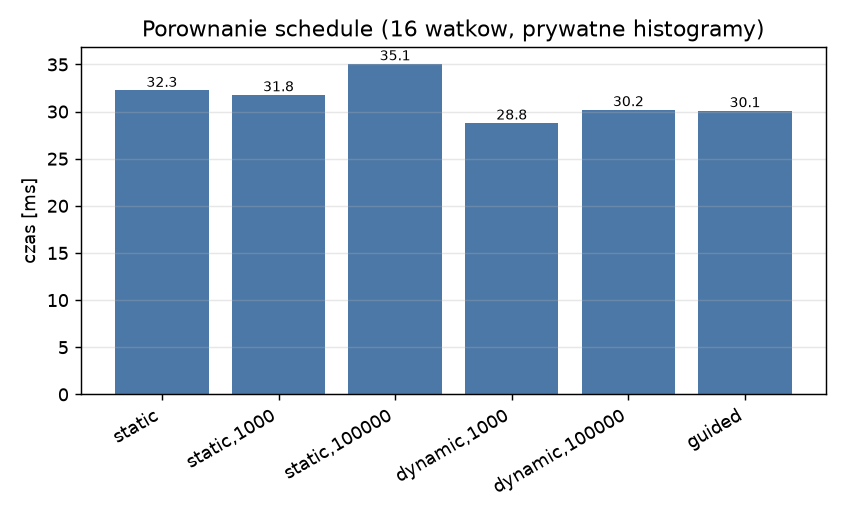 Porownanie schedule (16 watkow, prywatne histogramy)
czas [ms]
35
30
25
20
15
10
5
0
32.3
31.8
35.1
28.8
30.2
30.1
static
static,1000
static,100000
dynamic,1000
dynamic,100000
guided